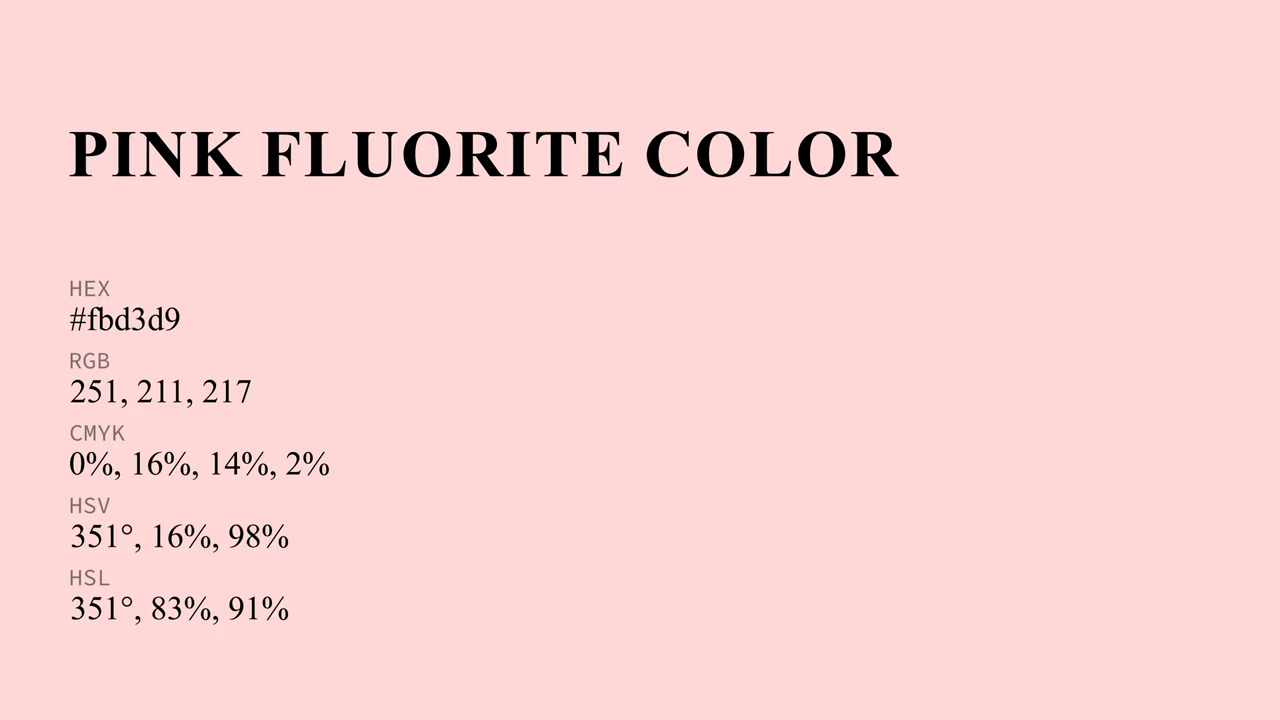 PINK FLUORITE COLOR
HEX
#fbd3d9
RGB
251, 211, 217
CMYK
0%, 16%, 14%, 2%
HSV
351°, 16%, 98%
HSL
351°, 83%, 91%